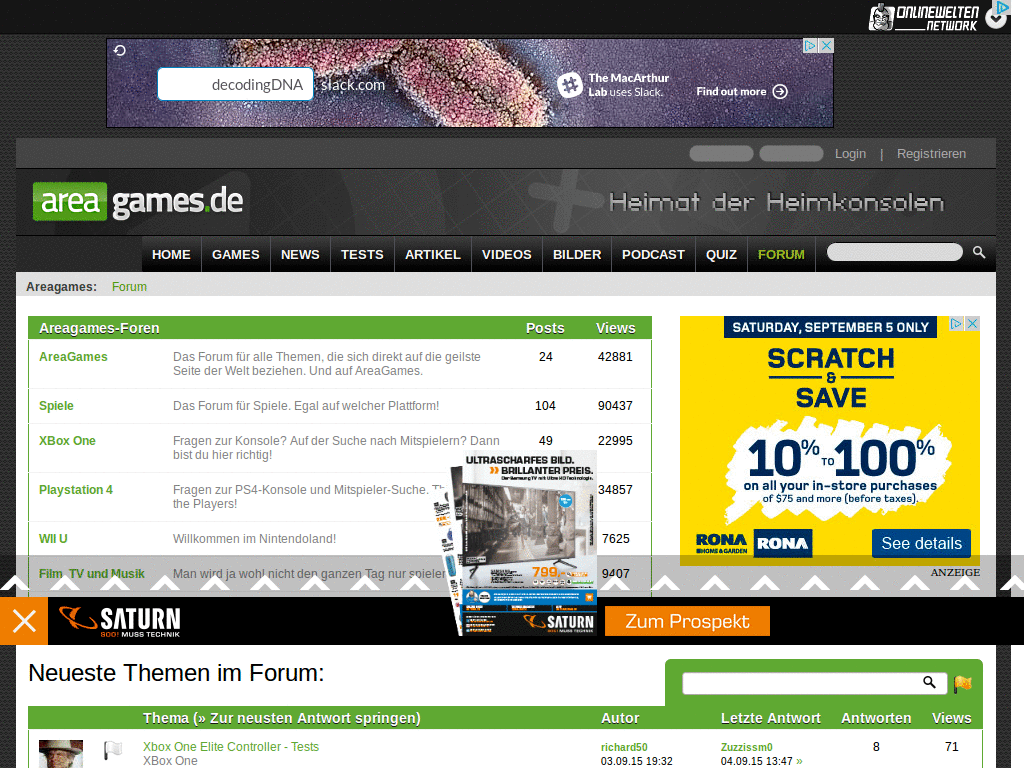 ONLINEWELTEN
NETWORK
decodingDNA .slack.com
The MacArthur
Lab uses Slack.
Find out more
Login | Registrieren
areagames.de
Heimat der Heimkonsolen
HOME GAMES NEWS TESTS ARTIKEL VIDEOS BILDER PODCAST QUIZ FORUM
Areagames: Forum
Areagames-Foren Posts Views
AreaGames Das Forum für alle Themen, die sich direkt auf die geilste 24 42881
Seite der Welt beziehen. Und auf AreaGames.
Spiele Das Forum für Spiele. Egal auf welcher Plattform! 104 90437
XBox One Fragen zur Konsole? Auf der Suche nach Mitspielern? Dann 49 22995
bist du hier richtig!
Playstation 4 Fragen zur PS4-Konsole und Mitspieler-Suche. 34857
the Players!
WII U Willkommen im Nintendoland! 7625
Film, TV und Musik Man wird ja wohl nicht den ganzen Tag nur spielen 9407
SATURDAY, SEPTEMBER 5 ONLY
SCRATCH
&
SAVE
10% TO 100%
on all your in-store purchases
of $75 and more (before taxes).
RONA
HOME & GARDEN
RONA
See details
ANZEIGE
ULTRASCHARFES BILD.
BRILLANTER PREIS.
Der Samsung TV mit Ultra HD Technologie.
799.-
SATURN
SATURN
SOO! MUSS TECHNIK
Zum Prospekt
Neueste Themen im Forum:
Thema (» Zur neusten Antwort springen) Autor Letzte Antwort Antworten Views
Xbox One Elite Controller - Tests richard50 Zuzzissm0 8 71
Xbox One 03.09.15 19:32 04.09.15 13:47 »